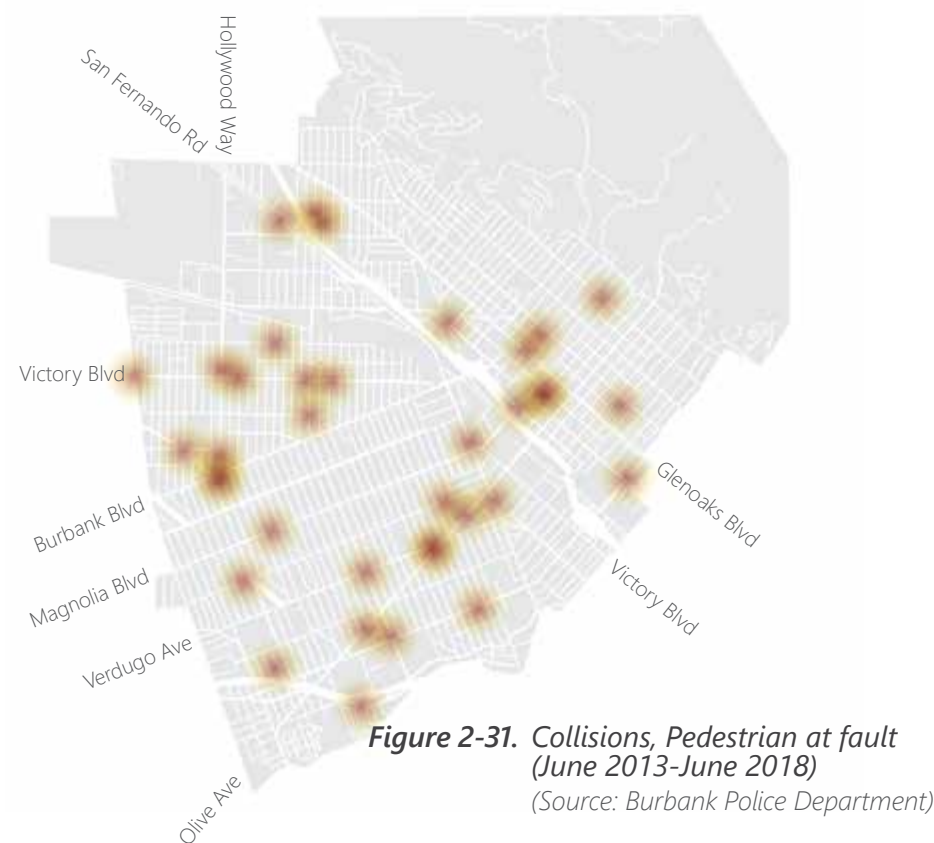 Hollywood Way
San Fernando Rd
Victory Blvd
Burbank Blvd
Magnolia Blvd
Verdugo Ave
Olive Ave
Glenoaks Blvd
Victory Blvd
Figure 2-31. Collisions, Pedestrian at fault
(June 2013-June 2018)
(Source: Burbank Police Department)